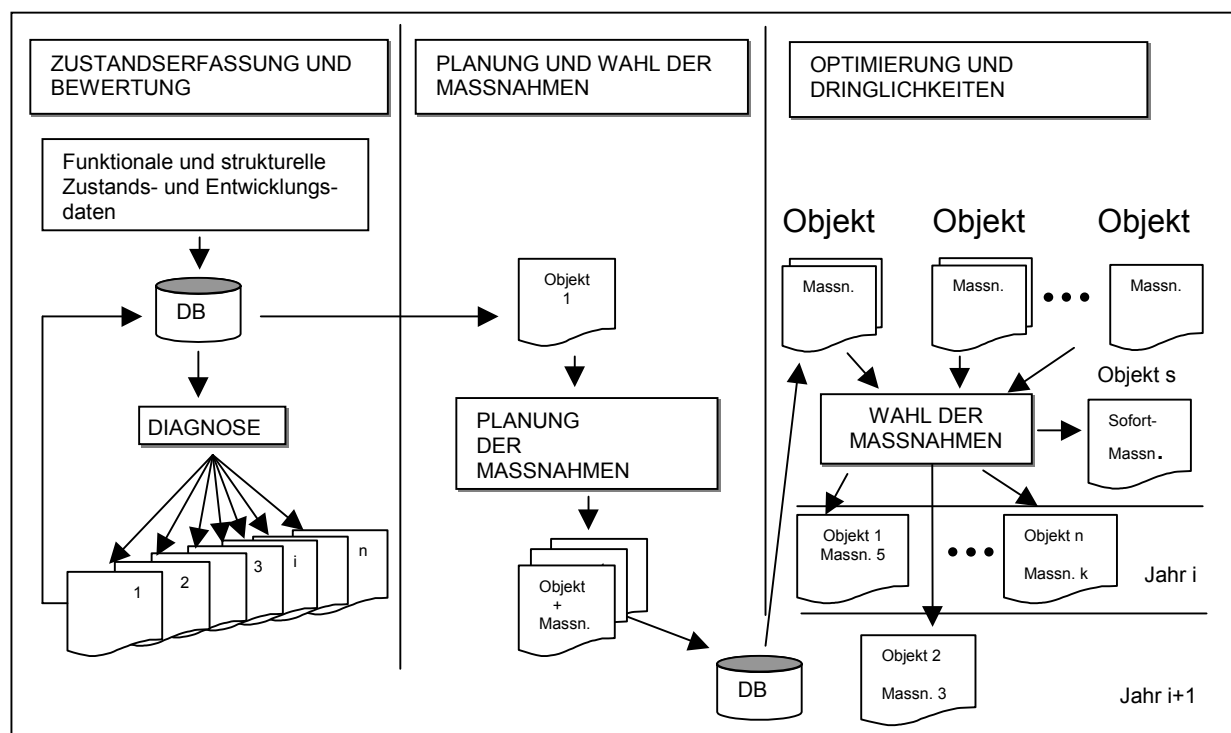 ZUSTANDSERFASSUNG UND
BEWERTUNG
Funktionale und strukturelle
Zustands- und Entwicklungs-
daten
DB
DIAGNOSE
1
2
3
i
n
PLANUNG UND WAHL DER
MASSNAHMEN
Objekt
1
PLANUNG
DER
MASSNAHMEN
Objekt
+
Massn.
DB
OPTIMIERUNG UND
DRINGLICHKEITEN
Objekt
Objekt
Objekt
Massn.
Massn.
Massn.
Objekt s
WAHL DER
MASSNAHMEN
Sofort-
Massn.
Objekt 1
Massn. 5
Objekt n
Massn. k
Jahr i
Objekt 2
Massn. 3
Jahr i+1